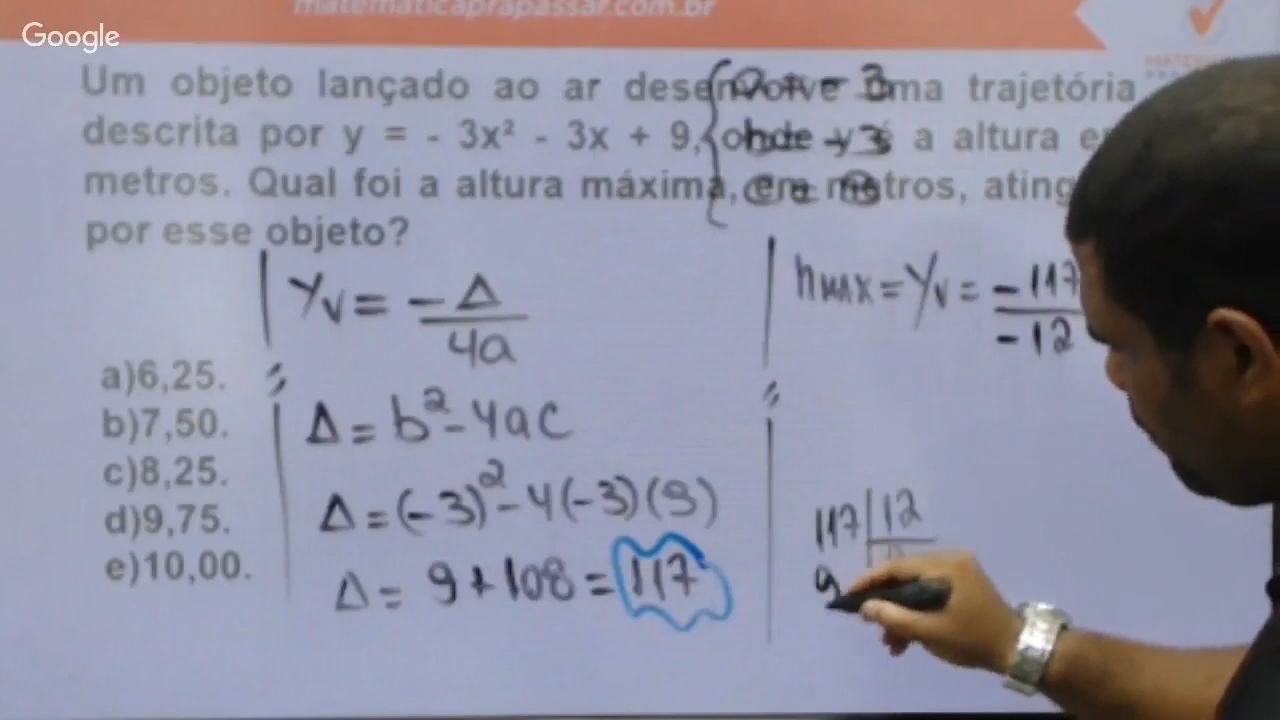 matematicaprapassar.com.br
Google
Um objeto lançado ao ar desenvolve uma trajetória
descrita por y = - 3x² - 3x + 9, onde y é a altura e
metros. Qual foi a altura máxima, em metros, ating
por esse objeto?
a = - 3
b = - 3
c = 9
Yv = -Δ/4a
hmáx = Yv = -117/-12
a)6,25.
b)7,50.
c)8,25.
d)9,75.
e)10,00.
Δ = b² - 4ac
Δ = (-3)² - 4(-3)(9)
Δ = 9 + 108 = 117
117 | 12
9